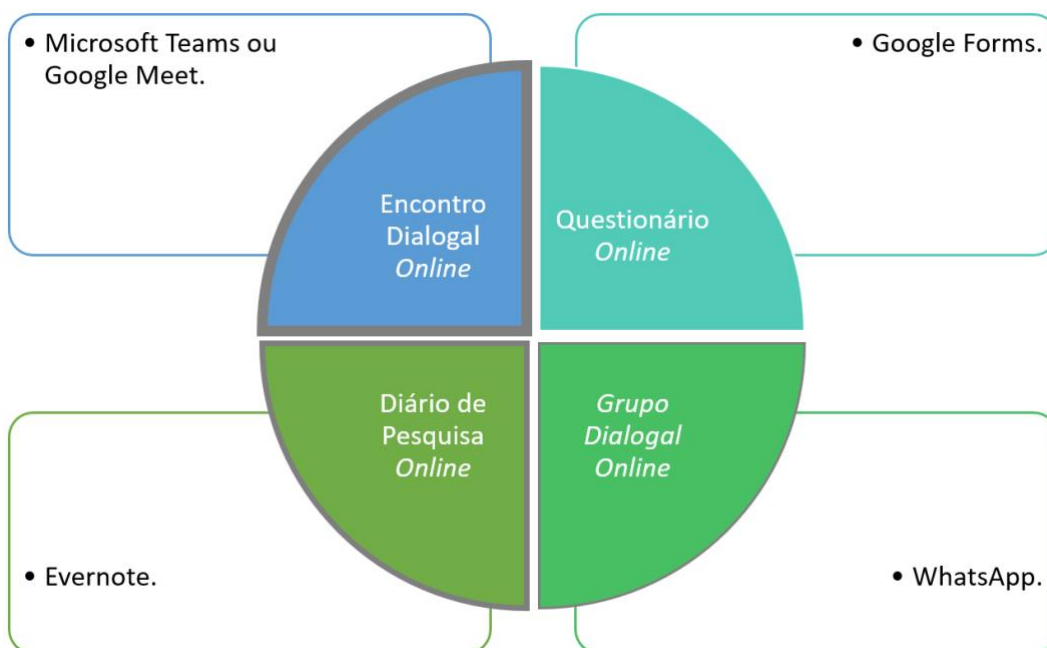 • Microsoft Teams ou
Google Meet.
• Google Forms.
Encontro
Dialogal
Online
Questionário
Online
Diário de
Pesquisa
Online
Grupo
Dialogal
Online
• Evernote.
• WhatsApp.